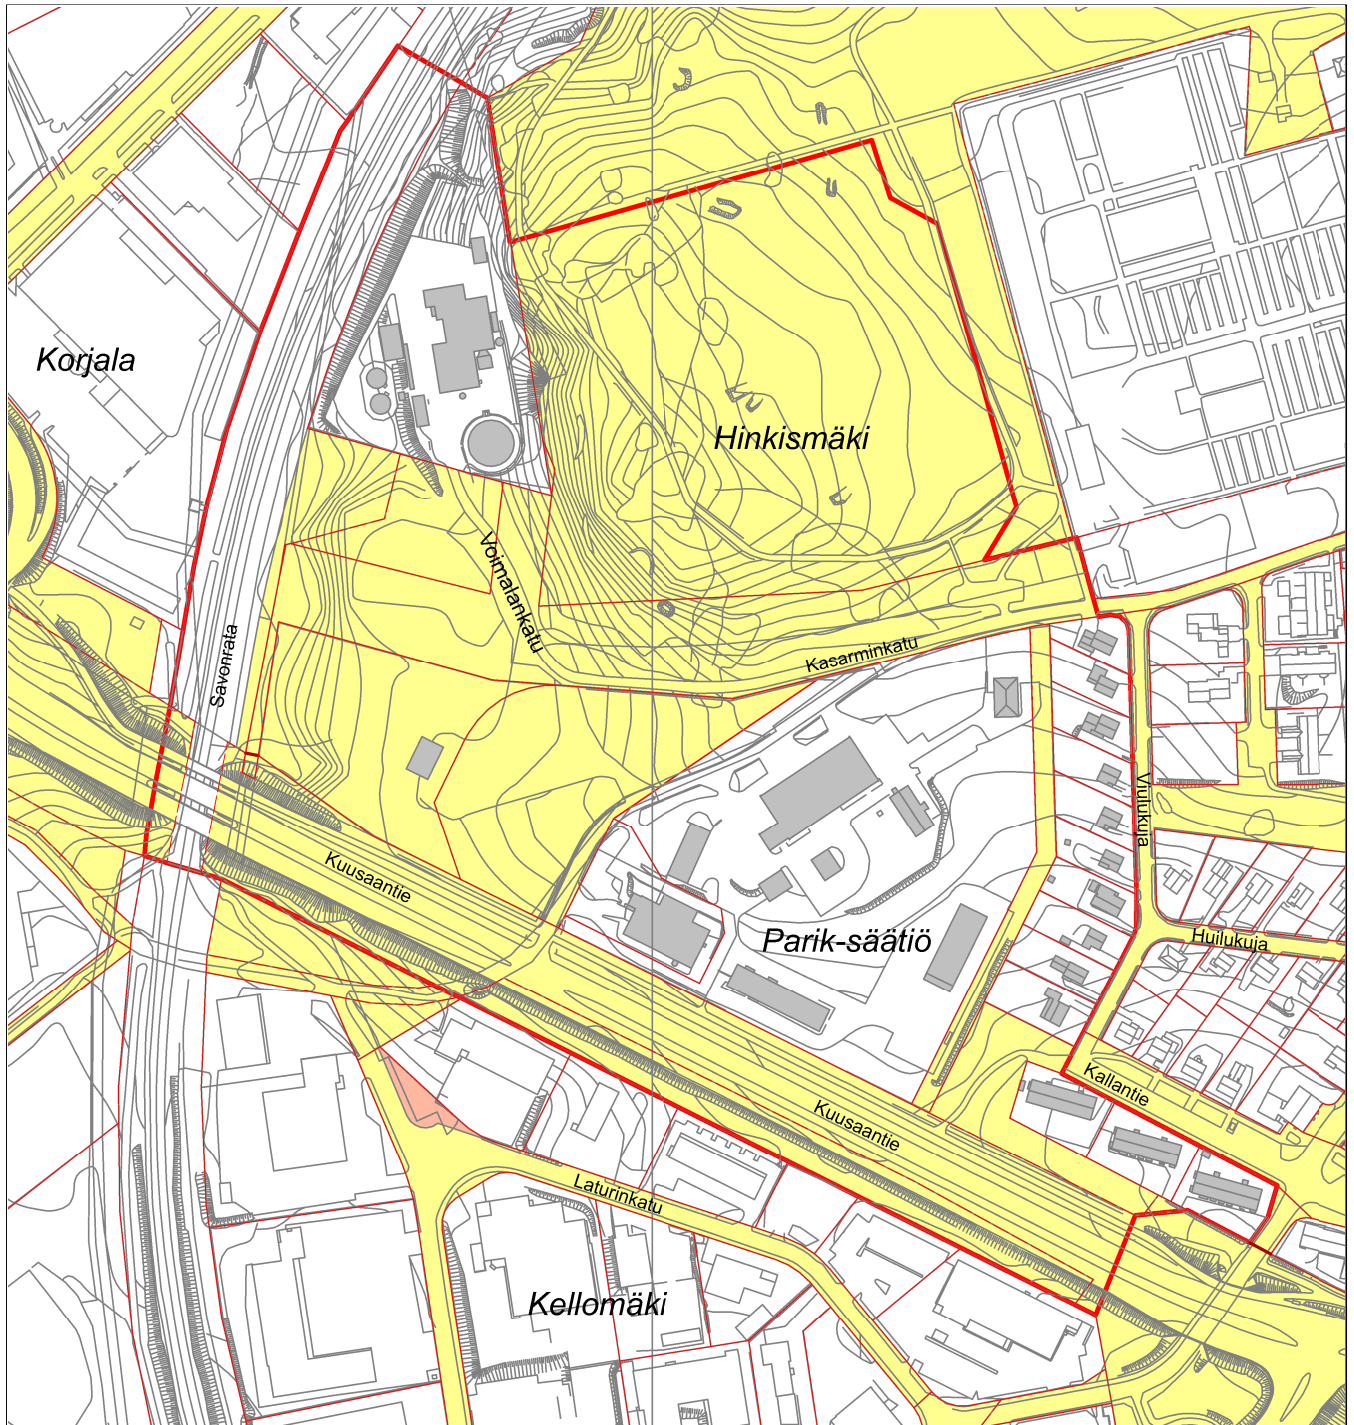 Korjala
Hinkismäki
Voimalankatu
Savonrata
Kasarminkatu
Viulukuja
Kuusaantie
Parik-säätiö
Huilukuja
Kallantie
Kuusaantie
Laturinkatu
Kellomäki